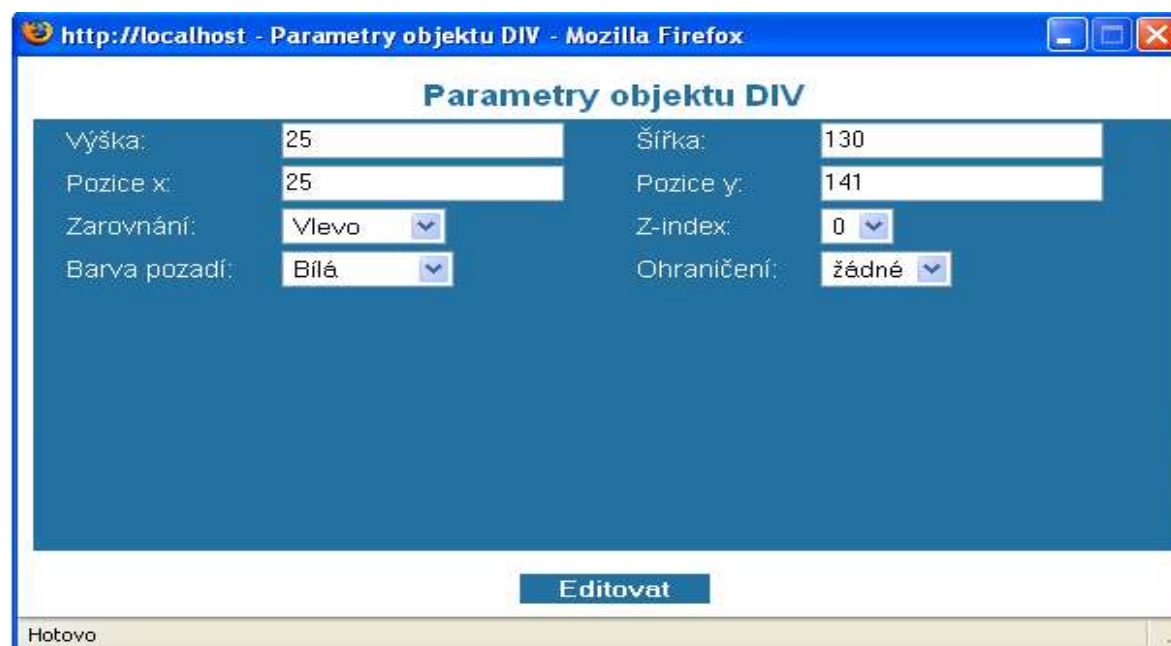 http://localhost - Parametry objektu DIV - Mozilla Firefox
Parametry objektu DIV
Výška: 25 Šířka: 130
Pozice x: 25 Pozice y: 141
Zarovnání: Vlevo Z-index: 0
Barva pozadí: Bílá Ohraničení: žádné
Editovat
Hotovo